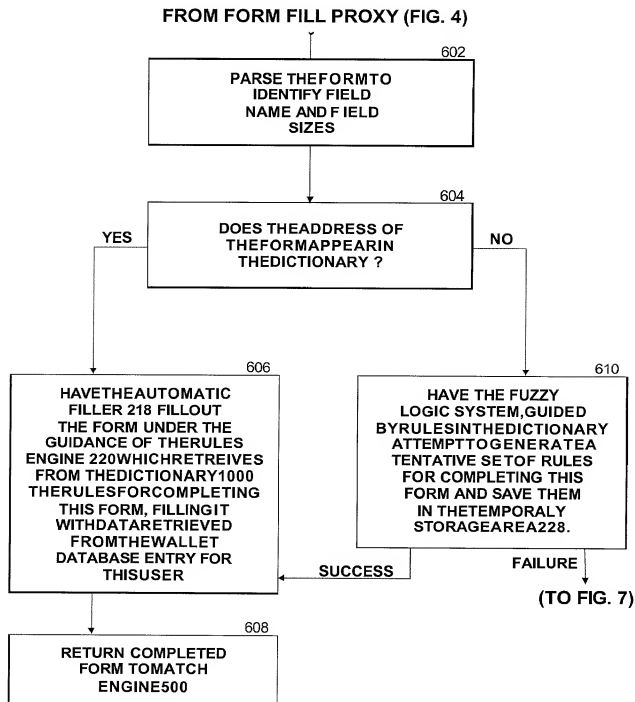 FROM FORM FILL PROXY (FIG. 4)
602
PARSE THEFORMTO
IDENTIFY FIELD
NAME AND FIELD
SIZES
604
DOES THEADDRESS OF
THEFORMAPPEARIN
THEDICTIONARY ?
YES
NO
606
HAVETHEAUTOMATIC
FILLER 218 FILLOUT
THE FORM UNDER THE
GUIDANCE OF THERULES
ENGINE 220WHICHRETREIVES
FROM THEDICTIONARY1000
THERULESFORCOMPLETING
THIS FORM, FILLINGIT
WITHDATARETRIEVED
FROMTHEWALLET
DATABASE ENTRY FOR
THISUSER
610
HAVE THE FUZZY
LOGIC SYSTEM,GUIDED
BYRULESINTHEDICTIONARY
ATTEMPTTOGENERATEA
TENTATIVE SETOF RULES
FOR COMPLETING THIS
FORM AND SAVE THEM
IN THETEMPORALY
STORAGEAREA228.
SUCCESS
FAILURE
(TO FIG. 7)
608
RETURN COMPLETED
FORM TOMATCH
ENGINE500